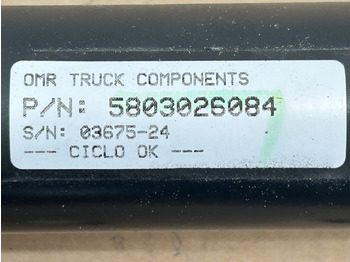 OMR TRUCK COMPONENTS
P/N: 5803026084
S/N: 03675-24
--- CICLO OK ---